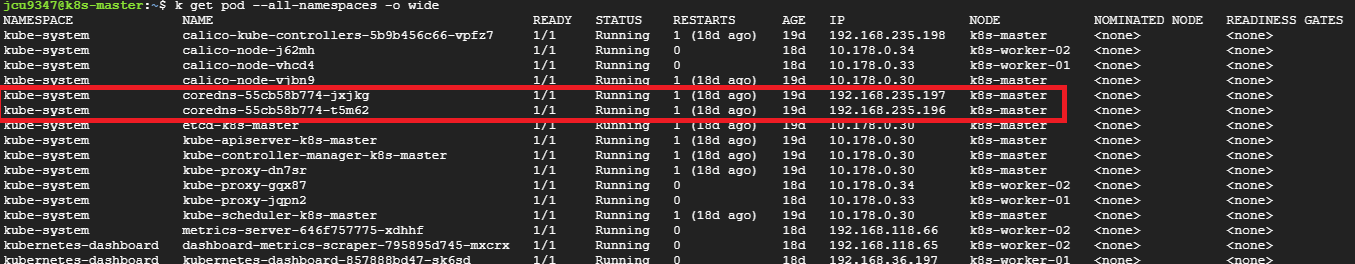 jcu9347@k8s-master:~$ k get pod --all-namespaces -o wide
NAMESPACE NAME READY STATUS RESTARTS AGE IP NODE NOMINATED NODE READINESS GATES
kube-system calico-kube-controllers-5b9b456c66-vpfz7 1/1 Running 1 (18d ago) 19d 192.168.235.198 k8s-master <none> <none>
kube-system calico-node-j62mh 1/1 Running 0 18d 10.178.0.34 k8s-worker-02 <none> <none>
kube-system calico-node-vhcd4 1/1 Running 0 18d 10.178.0.33 k8s-worker-01 <none> <none>
kube-system calico-node-vjbn9 1/1 Running 1 (18d ago) 19d 10.178.0.30 k8s-master <none> <none>
kube-system coredns-55cb58b774-jxjkg 1/1 Running 1 (18d ago) 19d 192.168.235.197 k8s-master <none> <none>
kube-system coredns-55cb58b774-t5m62 1/1 Running 1 (18d ago) 19d 192.168.235.196 k8s-master <none> <none>
kube-system etcd-k8s-master 1/1 Running 1 (18d ago) 19d 10.178.0.30 k8s-master <none> <none>
kube-system kube-apiserver-k8s-master 1/1 Running 1 (18d ago) 19d 10.178.0.30 k8s-master <none> <none>
kube-system kube-controller-manager-k8s-master 1/1 Running 1 (18d ago) 19d 10.178.0.30 k8s-master <none> <none>
kube-system kube-proxy-dn7sr 1/1 Running 1 (18d ago) 19d 10.178.0.30 k8s-master <none> <none>
kube-system kube-proxy-gqx87 1/1 Running 0 18d 10.178.0.34 k8s-worker-02 <none> <none>
kube-system kube-proxy-jqpn2 1/1 Running 0 18d 10.178.0.33 k8s-worker-01 <none> <none>
kube-system kube-scheduler-k8s-master 1/1 Running 1 (18d ago) 19d 10.178.0.30 k8s-master <none> <none>
kube-system metrics-server-646f757775-xdhhf 1/1 Running 0 18d 192.168.118.66 k8s-worker-02 <none> <none>
kubernetes-dashboard dashboard-metrics-scraper-795895d745-mxcrx 1/1 Running 0 18d 192.168.118.65 k8s-worker-02 <none> <none>
kubernetes-dashboard kubernetes-dashboard-857888bd47-sk6sd 1/1 Running 0 18d 192.168.36.197 k8s-worker-01 <none> <none>